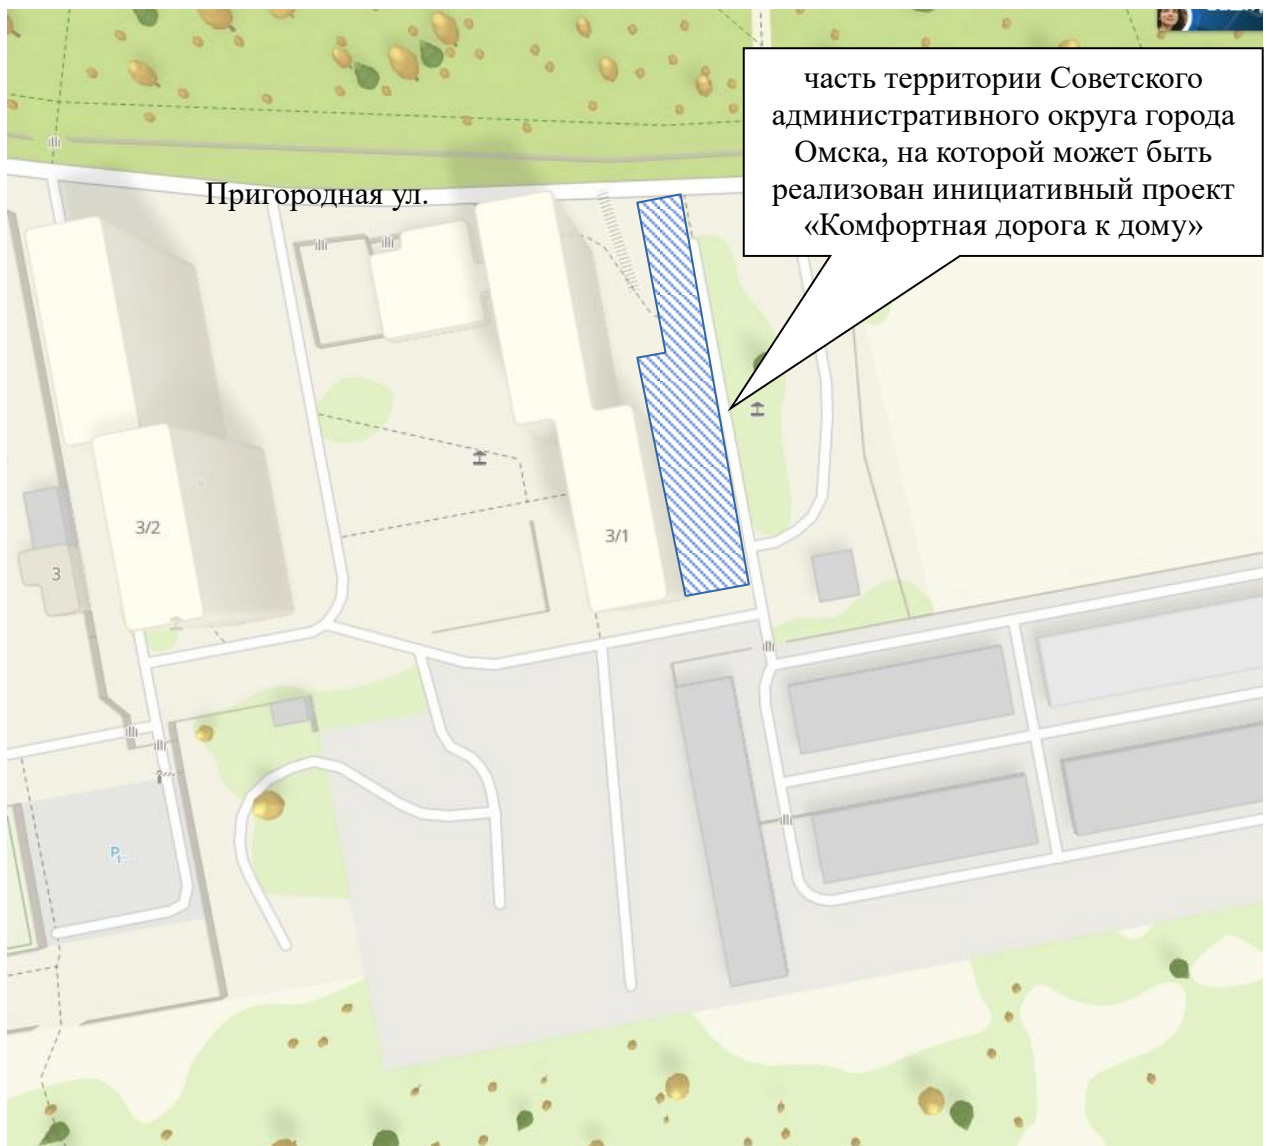 часть территории Советского
административного округа города
Омска, на которой может быть
реализован инициативный проект
«Комфортная дорога к дому»
Пригородная ул.
3/2
3/1
3
P